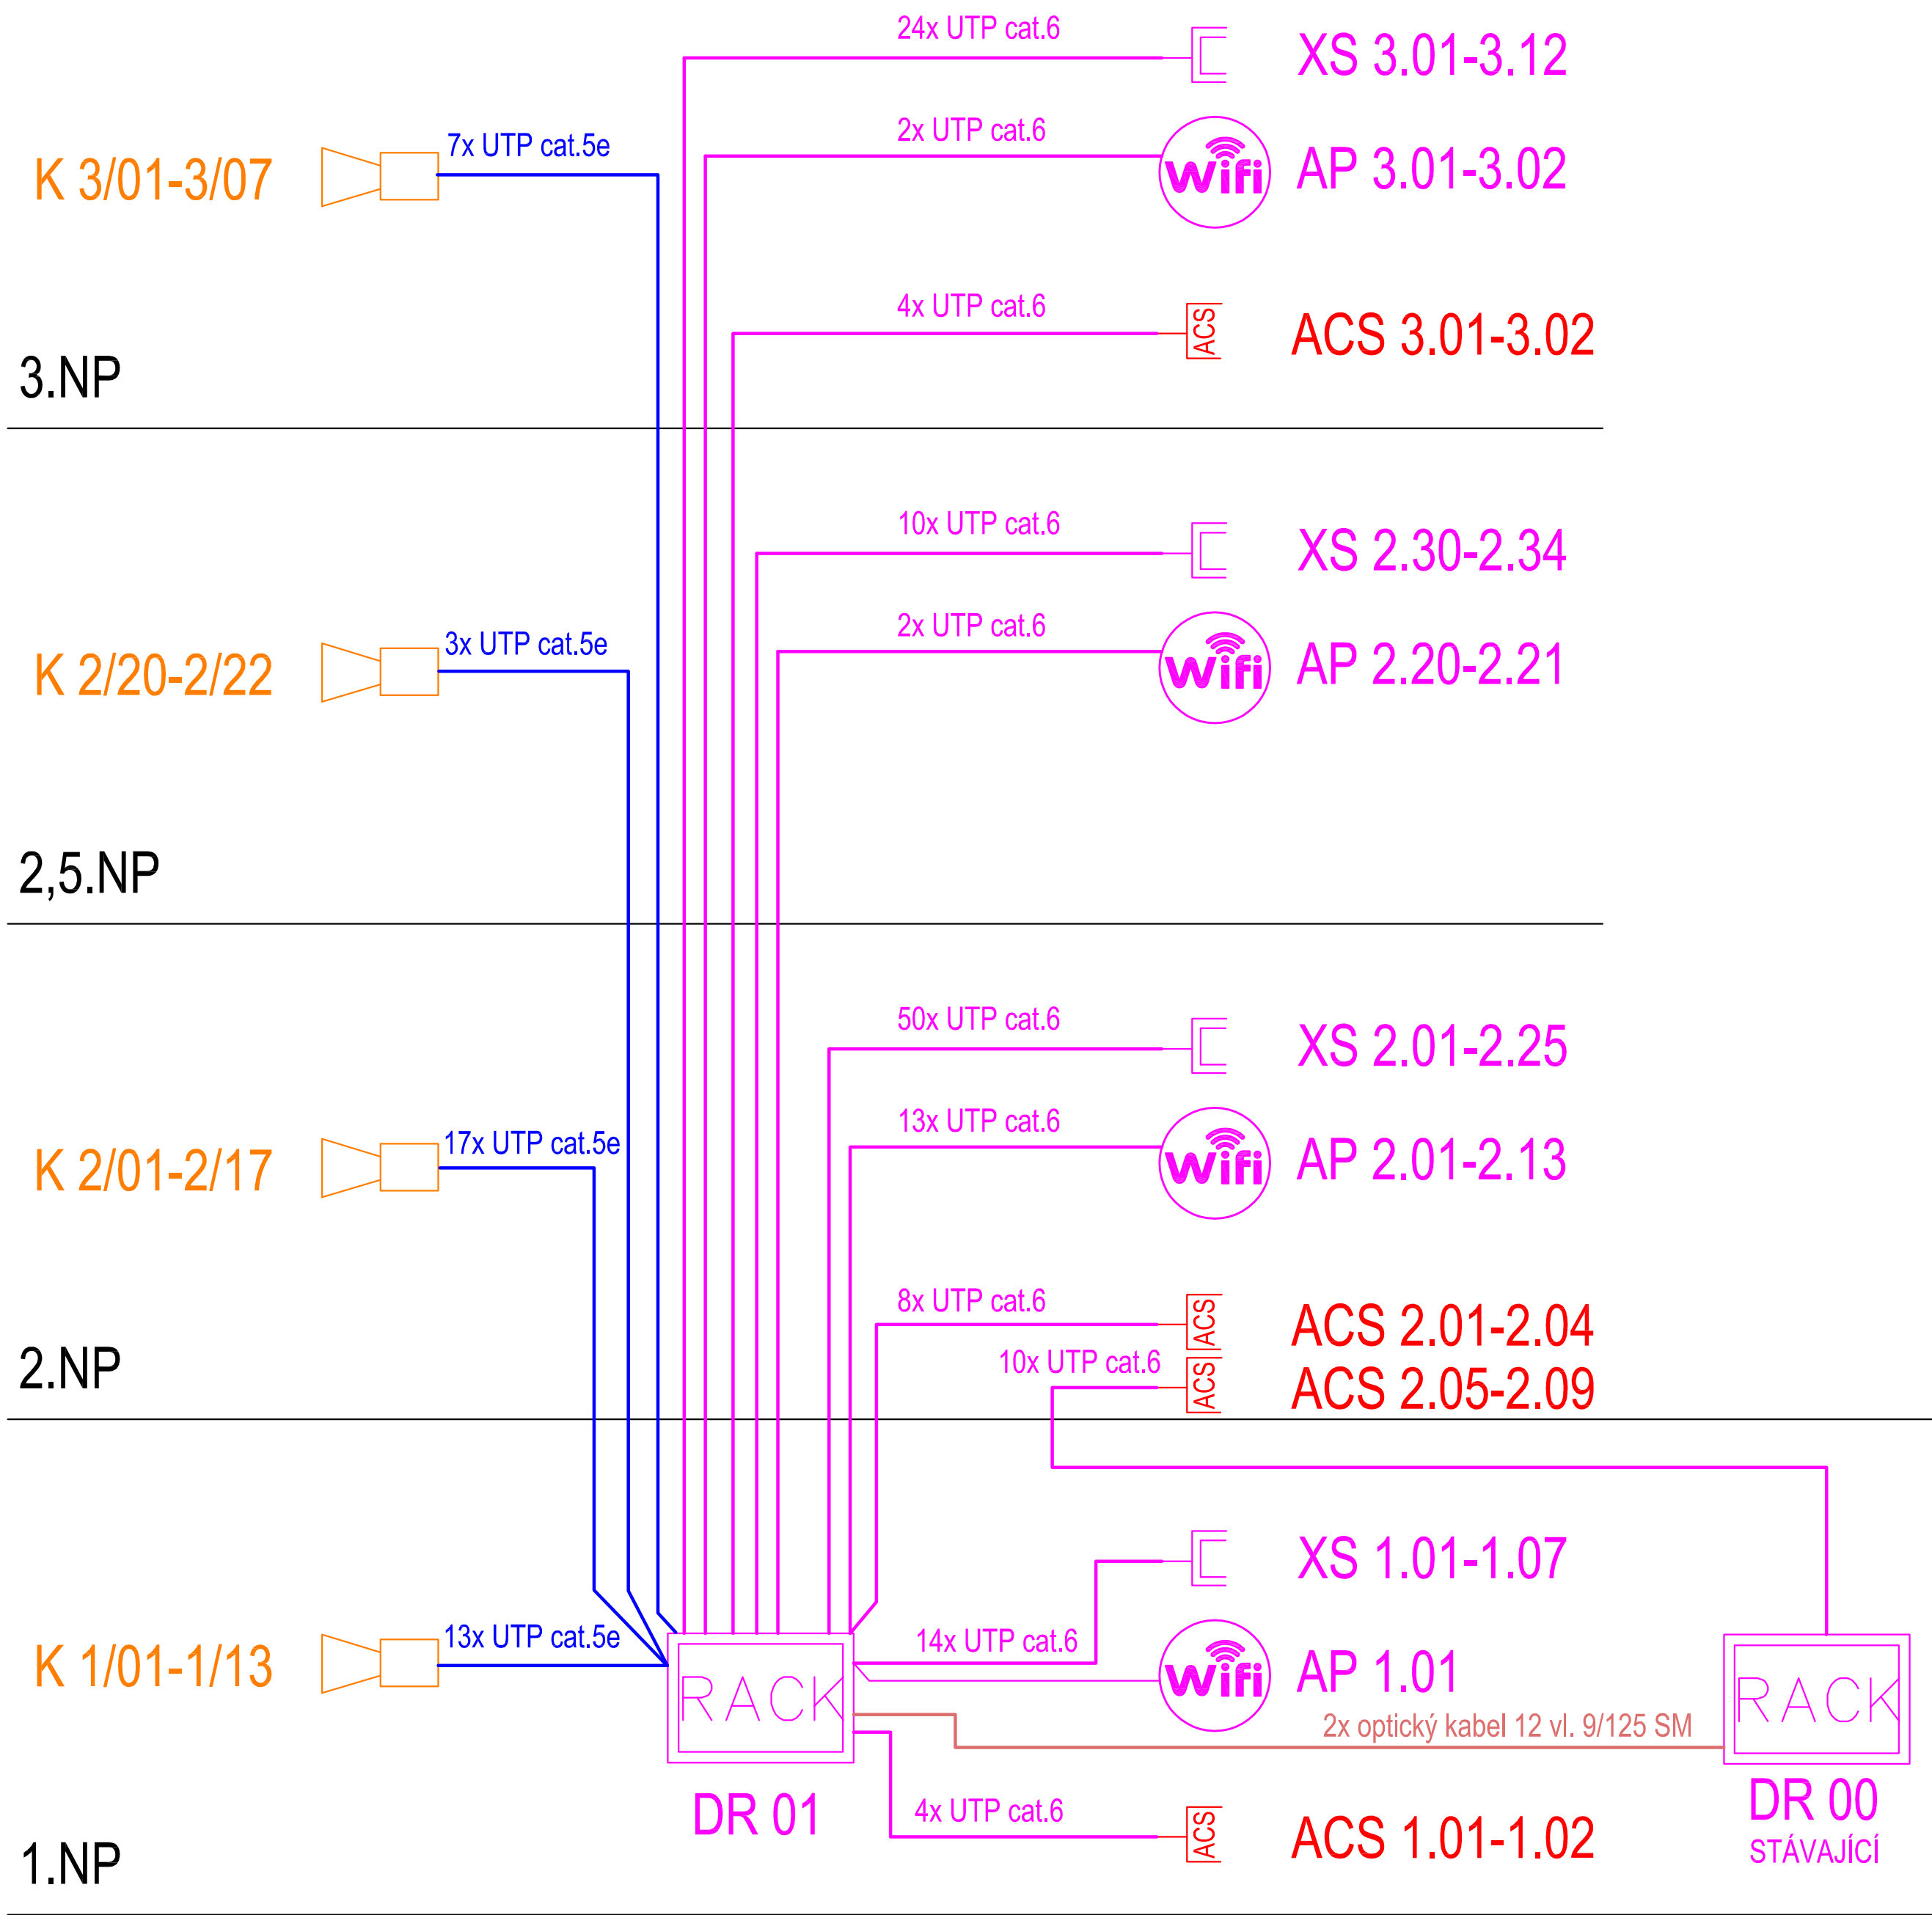 24x UTP cat.6
XS 3.01-3.12
2x UTP cat.6
7x UTP cat.5e
K 3/01-3/07
wifi
AP 3.01-3.02
4x UTP cat.6
ACS
ACS 3.01-3.02
3.NP
10x UTP cat.6
XS 2.30-2.34
2x UTP cat.6
3x UTP cat.5e
K 2/20-2/22
wifi
AP 2.20-2.21
2,5.NP
50x UTP cat.6
XS 2.01-2.25
13x UTP cat.6
17x UTP cat.5e
K 2/01-2/17
wifi
AP 2.01-2.13
8x UTP cat.6
ACS
ACS 2.01-2.04
2.NP
10x UTP cat.6
ACS
ACS 2.05-2.09
XS 1.01-1.07
13x UTP cat.5e
14x UTP cat.6
K 1/01-1/13
wifi
AP 1.01
RACK
RACK
2x optický kabel 12 vl. 9/125 SM
DR 01
4x UTP cat.6
ACS
ACS 1.01-1.02
DR 00
STÁVAJÍCÍ
1.NP